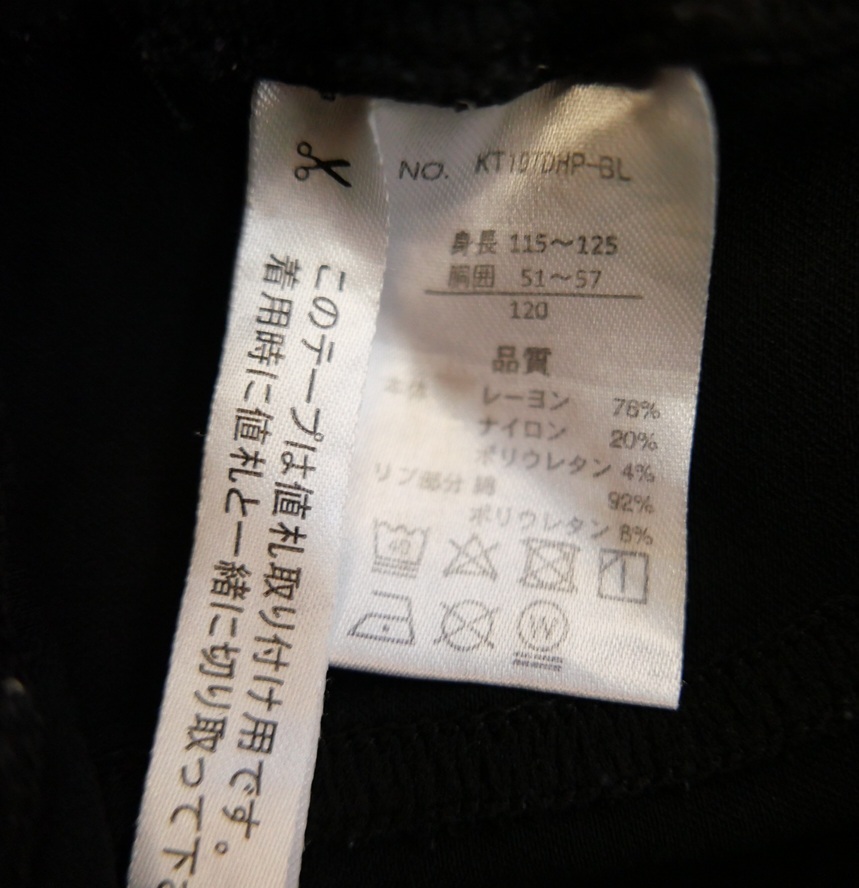 NO. KT107DHP-BL
身長 115～125
胴囲 51～57
120
品質
本体 レーヨン 76%
ナイロン 20%
ポリウレタン 4%
リブ部分 綿 92%
ポリウレタン 8%
40
W
このテープは値札取り付け用です。
着用時に値札と一緒に切り取って下さ